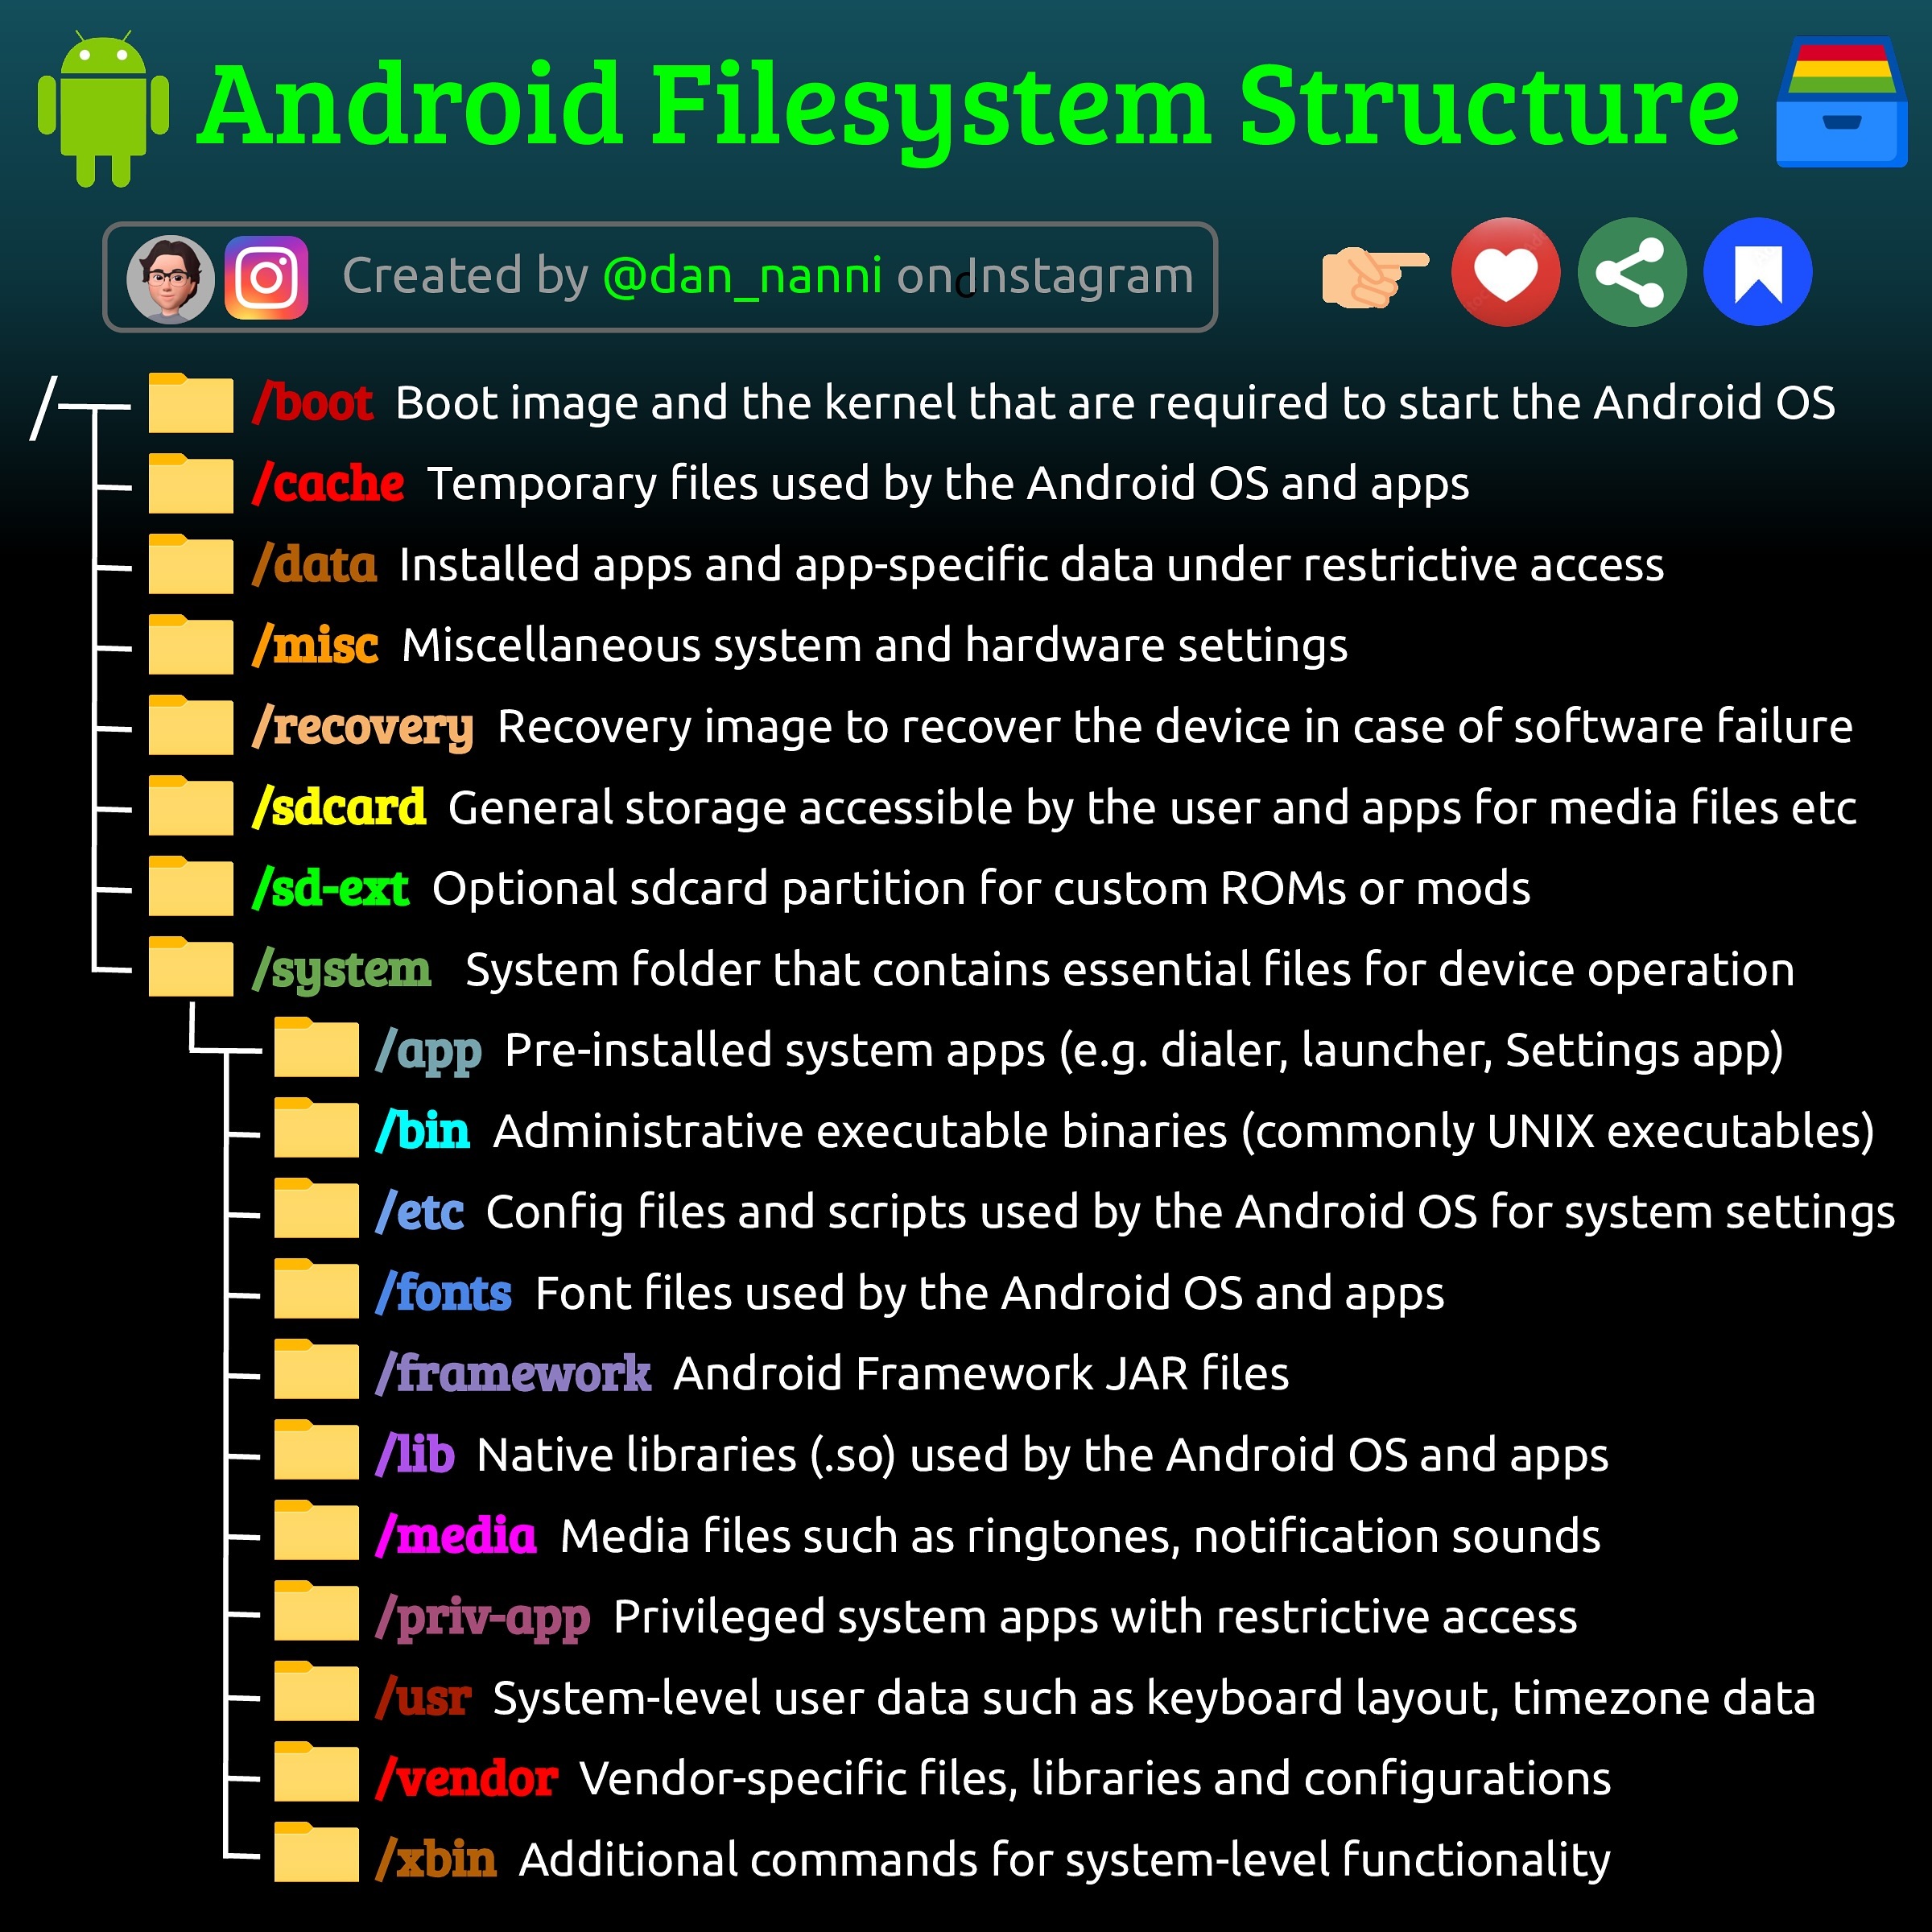 Android Filesystem Structure
Created by @dan_nanni on Instagram
/
/boot Boot image and the kernel that are required to start the Android OS
/cache Temporary files used by the Android OS and apps
/data Installed apps and app-specific data under restrictive access
/misc Miscellaneous system and hardware settings
/recovery Recovery image to recover the device in case of software failure
/sdcard General storage accessible by the user and apps for media files etc
/sd-ext Optional sdcard partition for custom ROMs or mods
/system System folder that contains essential files for device operation
/app Pre-installed system apps (e.g. dialer, launcher, Settings app)
/bin Administrative executable binaries (commonly UNIX executables)
/etc Config files and scripts used by the Android OS for system settings
/fonts Font files used by the Android OS and apps
/framework Android Framework JAR files
/lib Native libraries (.so) used by the Android OS and apps
/media Media files such as ringtones, notification sounds
/priv-app Privileged system apps with restrictive access
/usr System-level user data such as keyboard layout, timezone data
/vendor Vendor-specific files, libraries and configurations
/xbin Additional commands for system-level functionality